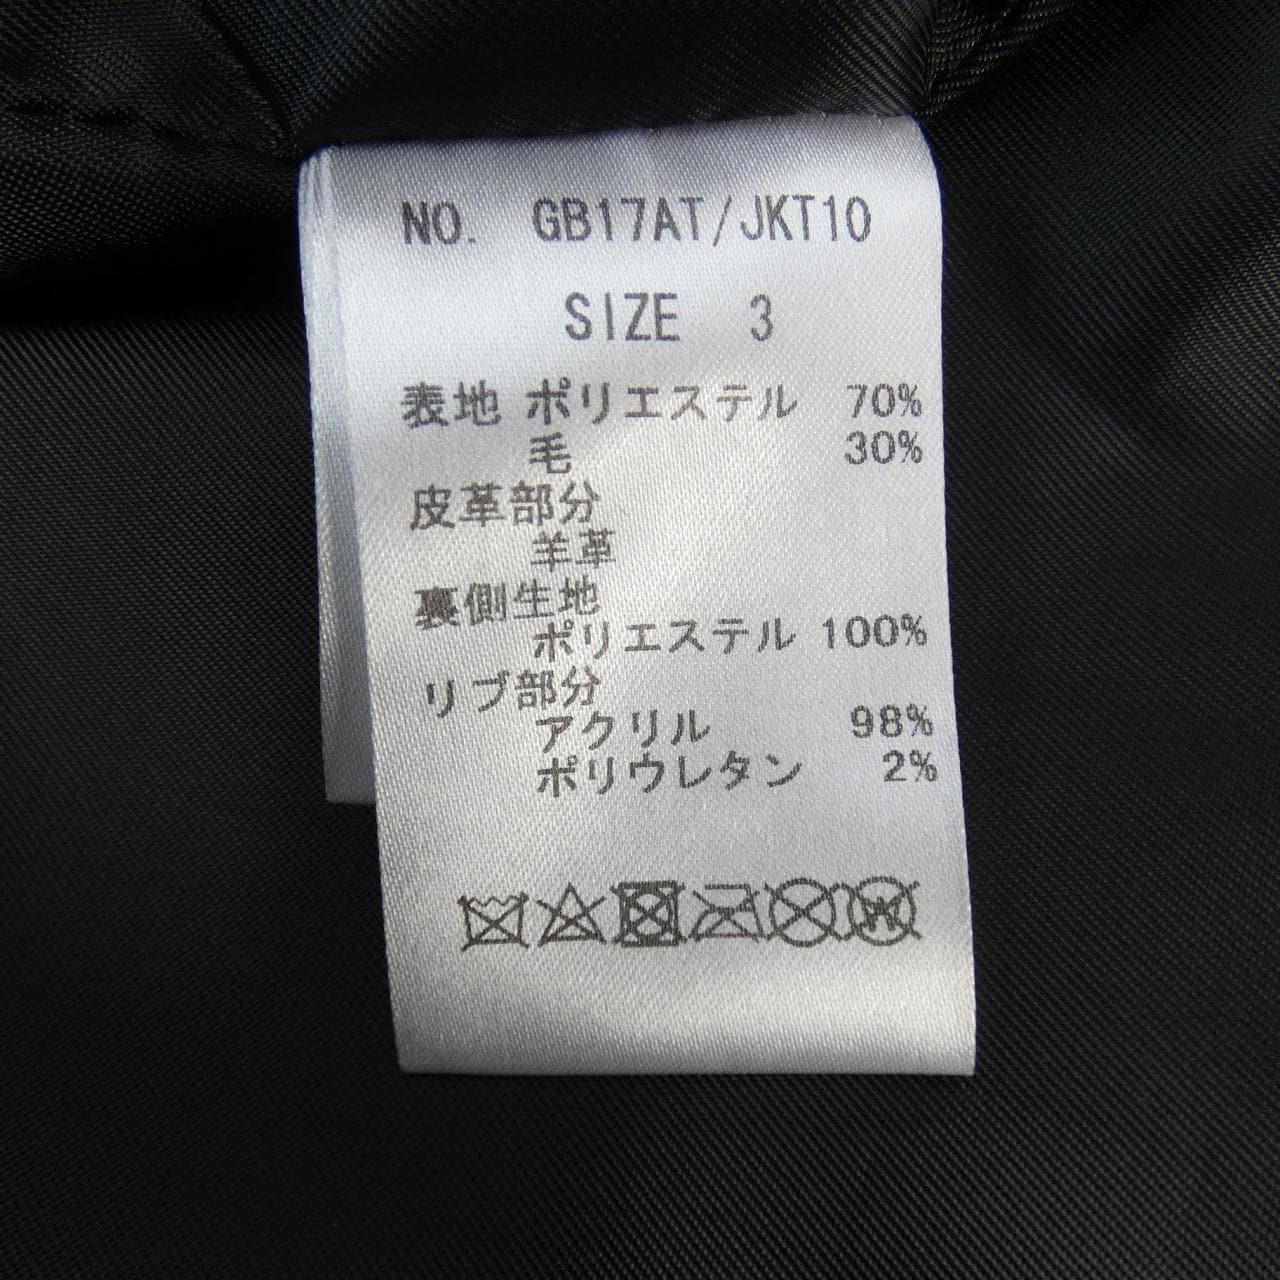 NO. GB17AT/JKT10
SIZE 3
表地 ポリエステル 70%
毛 30%
皮革部分
羊革
裏側生地
ポリエステル 100%
リブ部分
アクリル 98%
ポリウレタン 2%
W